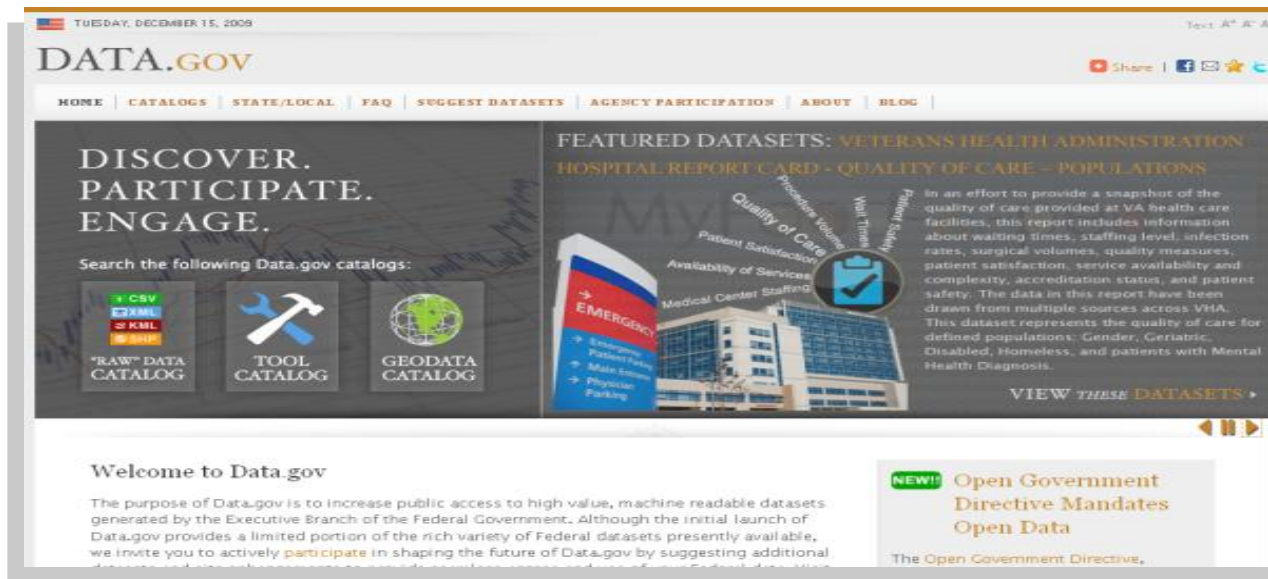 TUESDAY, DECEMBER 15, 2009
Text A+ A- A
DATA.GOV
Share |
HOME | CATALOGS | STATE/LOCAL | FAQ | SUGGEST DATASETS | AGENCY PARTICIPATION | ABOUT | BLOG |
DISCOVER.
PARTICIPATE.
ENGAGE.
Search the following Data.gov catalogs:
CSV
XML
KML
SHP
"RAW" DATA
CATALOG
TOOL
CATALOG
GEODATA
CATALOG
FEATURED DATASETS: VETERANS HEALTH ADMINISTRATION
HOSPITAL REPORT CARD - QUALITY OF CARE - POPULATIONS
Medical Center Staffing
Availability of Services
Patient Satisfaction
Quality of Care
Procedure Volume
Wait Times
Patient Safety
EMERGENCY
Emergency
Patient Parking
Main Entrance
Physician
Parking
In an effort to provide a snapshot of the
quality of care provided at VA health care
facilities, this report includes information
about waiting times, staffing level, infection
rates, surgical volumes, quality measures,
patient satisfaction, service availability and
complexity, accreditation status, and patient
safety. The data in this report have been
drawn from multiple sources across VHA.
This dataset represents the quality of care for
defined populations: Gender, Geriatric,
Disabled, Homeless, and patients with Mental
Health Diagnosis.
VIEW THESE DATASETS
Welcome to Data.gov
The purpose of Data.gov is to increase public access to high value, machine readable datasets
generated by the Executive Branch of the Federal Government. Although the initial launch of
Data.gov provides a limited portion of the rich variety of Federal datasets presently available,
we invite you to actively participate in shaping the future of Data.gov by suggesting additional
NEW!!
Open Government
Directive Mandates
Open Data
The Open Government Directive,